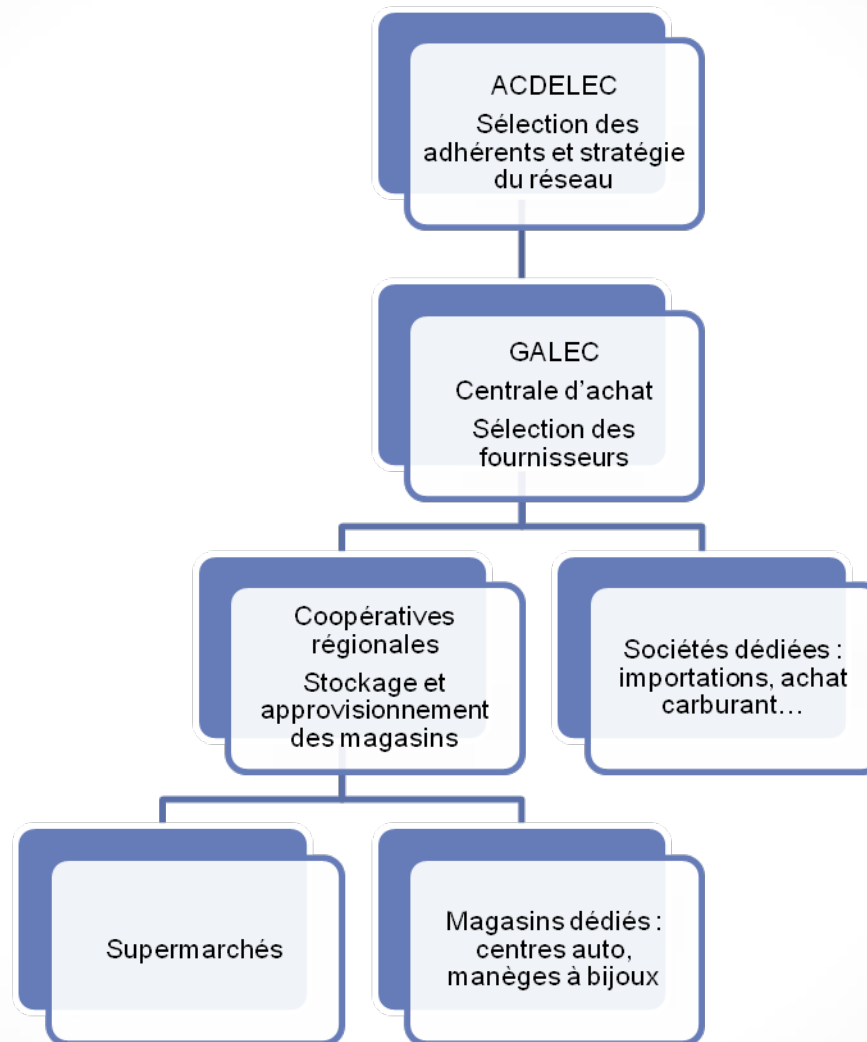 ACDELEC
Sélection des
adhérents et stratégie
du réseau
GALEC
Centrale d’achat
Sélection des
fournisseurs
Coopératives
régionales
Stockage et
approvisionnement
des magasins
Sociétés dédiées :
importations, achat
carburant…
Supermarchés
Magasins dédiés :
centres auto,
manèges à bijoux